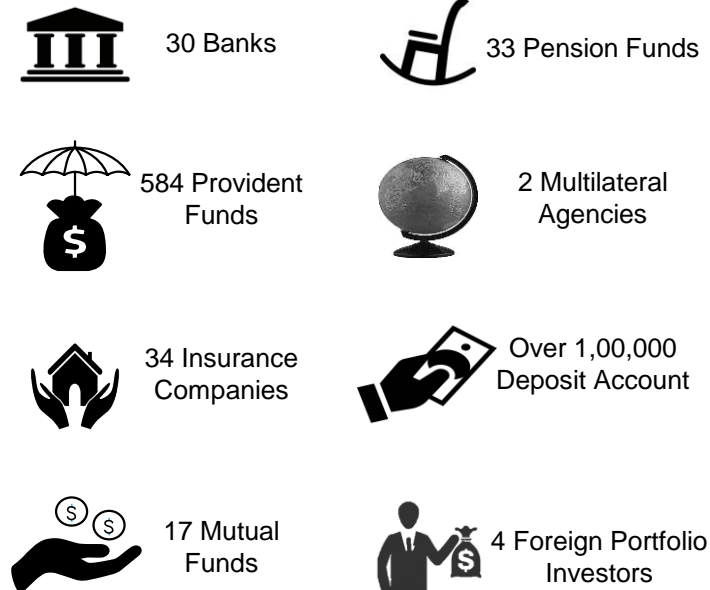 30 Banks
33 Pension Funds
584 Provident
Funds
$
2 Multilateral
Agencies
34 Insurance
Companies
Over 1,00,000
Deposit Account
$
$
17 Mutual
Funds
$
4 Foreign Portfolio
Investors